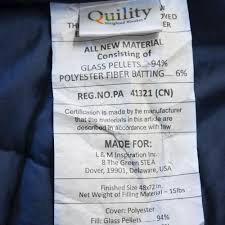 Quility
Weighted Blanket
ALL NEW MATERIAL
Consisting of
GLASS PELLETS - 94%
POLYESTER FIBER BATTING - 6%
REG.NO.PA 41321 (CN)
Certification is made by the manufacturer
that the materials in this article are
described in accordance with law
MADE FOR:
L & M Inspiration Inc.
8 The Green STE A
Dover, 19901, Delaware, USA
Finished Size 48x72in.
Net Weight of Filling Material ~15lbs
Cover: Polyester
Fill: Glass Pellets 94%